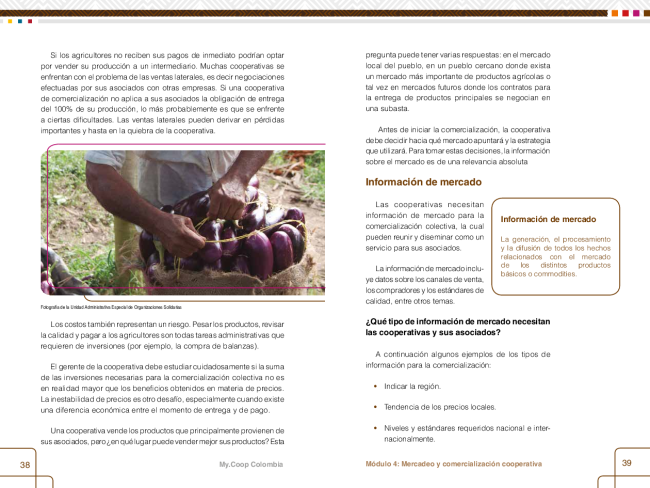 Si los agricultores no reciben sus pagos de inmediato podrían optar
por vender su producción a un intermediario. Muchas cooperativas se
enfrentan con el problema de las ventas laterales, es decir negociaciones
efectuadas por sus asociados con otras empresas. Si una cooperativa
de comercialización no aplica a sus asociados la obligación de entrega
del 100% de su producción, lo más probablemente es que se enfrente
a ciertas dificultades. Las ventas laterales pueden derivar en pérdidas
importantes y hasta en la quiebra de la cooperativa.
Fotografía de la Unidad Administrativa Especial de Organizaciones Solidarias
Los costos también representan un riesgo. Pesar los productos, revisar
la calidad y pagar a los agricultores son todas tareas administrativas que
requieren de inversiones (por ejemplo, la compra de balanzas).
El gerente de la cooperativa debe estudiar cuidadosamente si la suma
de las inversiones necesarias para la comercialización colectiva no es
en realidad mayor que los beneficios obtenidos en materia de precios.
La inestabilidad de precios es otro desafío, especialmente cuando existe
una diferencia económica entre el momento de entrega y de pago.
Una cooperativa vende los productos que principalmente provienen de
sus asociados, pero ¿en qué lugar puede vender mejor sus productos? Esta
38
My.Coop Colombia
pregunta puede tener varias respuestas: en el mercado
local del pueblo, en un pueblo cercano donde exista
un mercado más importante de productos agrícolas o
tal vez en mercados futuros donde los contratos para
la entrega de productos principales se negocian en
una subasta.
Antes de iniciar la comercialización, la cooperativa
debe decidir hacia qué mercado apuntará y la estrategia
que utilizará. Para tomar estas decisiones, la información
sobre el mercado es de una relevancia absoluta
Información de mercado
Las cooperativas necesitan
información de mercado para la
comercialización colectiva, la cual
pueden reunir y diseminar como un
servicio para sus asociados.
La información de mercado inclu-
ye datos sobre los canales de venta,
los compradores y los estándares de
calidad, entre otros temas.
Información de mercado
La generación, el procesamiento
y la difusión de todos los hechos
relacionados con el mercado
de los distintos productos
básicos o commodities.
¿Qué tipo de información de mercado necesitan
las cooperativas y sus asociados?
A continuación algunos ejemplos de los tipos de
información para la comercialización:
• Indicar la región.
• Tendencia de los precios locales.
• Niveles y estándares requeridos nacional e inter-
nacionalmente.
Módulo 4: Mercadeo y comercialización cooperativa
39